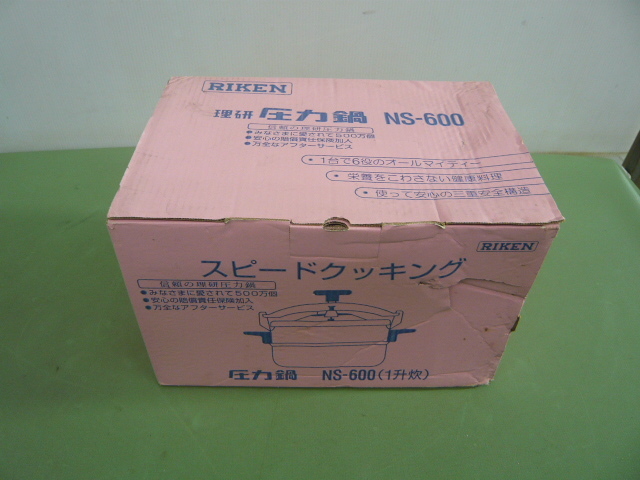 RIKEN
理研 圧力鍋 NS-600
信頼の理研圧力鍋
●みなさまに愛されて500万個
●安心の賠償責任保険加入
●万全なアフターサービス
・1台で6役のオールマイティー
・栄養をこわさない健康料理
・使って安心の三重安全構造
RIKEN
スピードクッキング
信頼の理研圧力鍋
●みなさまに愛されて500万個
●安心の賠償責任保険加入
●万全なアフターサービス
圧力鍋 NS-600(1升炊)